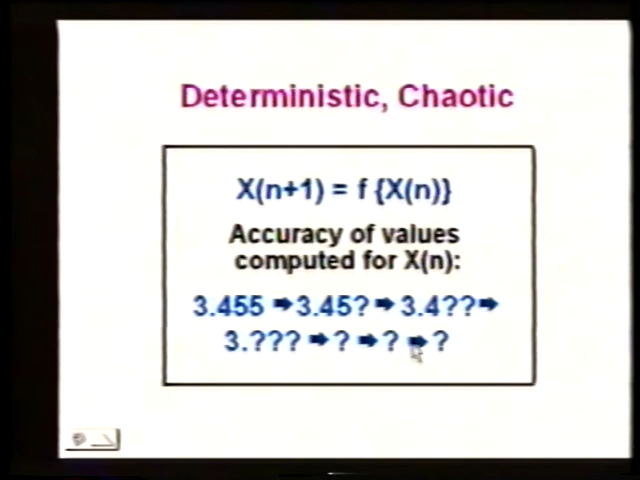 Deterministic, Chaotic
X(n+1) = f {X(n)}
Accuracy of values
computed for X(n):
3.455 ➡ 3.45? ➡ 3.4?? ➡
3.??? ➡ ? ➡ ? ➡ ?